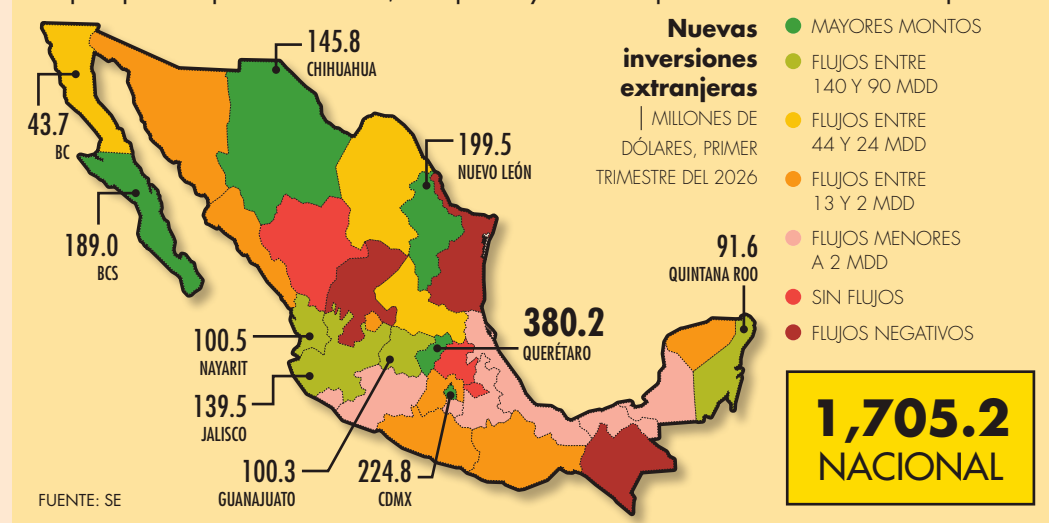 Nuevas
inversiones
extranjeras
| MILLONES DE
DÓLARES, PRIMER
TRIMESTRE DEL 2026
MAYORES MONTOS
FLUJOS ENTRE
140 Y 90 MDD
FLUJOS ENTRE
44 Y 24 MDD
FLUJOS ENTRE
13 Y 2 MDD
FLUJOS MENORES
A 2 MDD
SIN FLUJOS
FLUJOS NEGATIVOS
145.8
CHIHUAHUA
43.7
BC
199.5
NUEVO LEÓN
189.0
BCS
91.6
QUINTANA ROO
380.2
QUERÉTARO
100.5
NAYARIT
139.5
JALISCO
100.3
GUANAJUATO
224.8
CDMX
1,705.2
NACIONAL
FUENTE: SE